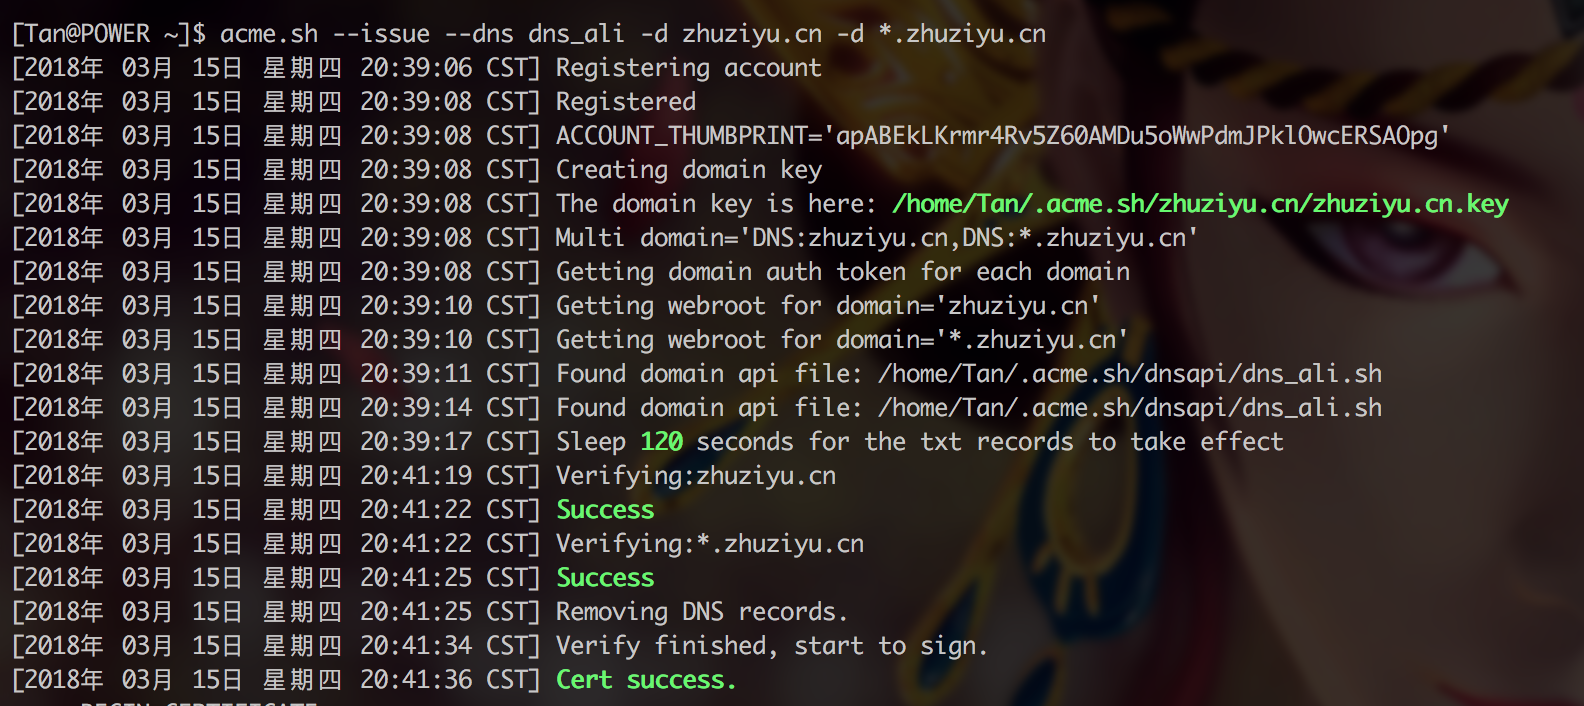 [Tan@POWER ~]$ acme.sh --issue --dns dns_ali -d zhuziyu.cn -d *.zhuziyu.cn
[2018年 03月 15日 星期四 20:39:06 CST] Registering account
[2018年 03月 15日 星期四 20:39:08 CST] Registered
[2018年 03月 15日 星期四 20:39:08 CST] ACCOUNT_THUMBPRINT='apABEkLKrmr4Rv5Z60AMDu5oWwPdmJPklOwcERSAOpg'
[2018年 03月 15日 星期四 20:39:08 CST] Creating domain key
[2018年 03月 15日 星期四 20:39:08 CST] The domain key is here: /home/Tan/.acme.sh/zhuziyu.cn/zhuziyu.cn.key
[2018年 03月 15日 星期四 20:39:08 CST] Multi domain='DNS:zhuziyu.cn,DNS:*.zhuziyu.cn'
[2018年 03月 15日 星期四 20:39:08 CST] Getting domain auth token for each domain
[2018年 03月 15日 星期四 20:39:10 CST] Getting webroot for domain='zhuziyu.cn'
[2018年 03月 15日 星期四 20:39:10 CST] Getting webroot for domain='*.zhuziyu.cn'
[2018年 03月 15日 星期四 20:39:11 CST] Found domain api file: /home/Tan/.acme.sh/dnsapi/dns_ali.sh
[2018年 03月 15日 星期四 20:39:14 CST] Found domain api file: /home/Tan/.acme.sh/dnsapi/dns_ali.sh
[2018年 03月 15日 星期四 20:39:17 CST] Sleep 120 seconds for the txt records to take effect
[2018年 03月 15日 星期四 20:41:19 CST] Verifying:zhuziyu.cn
[2018年 03月 15日 星期四 20:41:22 CST] Success
[2018年 03月 15日 星期四 20:41:22 CST] Verifying:*.zhuziyu.cn
[2018年 03月 15日 星期四 20:41:25 CST] Success
[2018年 03月 15日 星期四 20:41:25 CST] Removing DNS records.
[2018年 03月 15日 星期四 20:41:34 CST] Verify finished, start to sign.
[2018年 03月 15日 星期四 20:41:36 CST] Cert success.